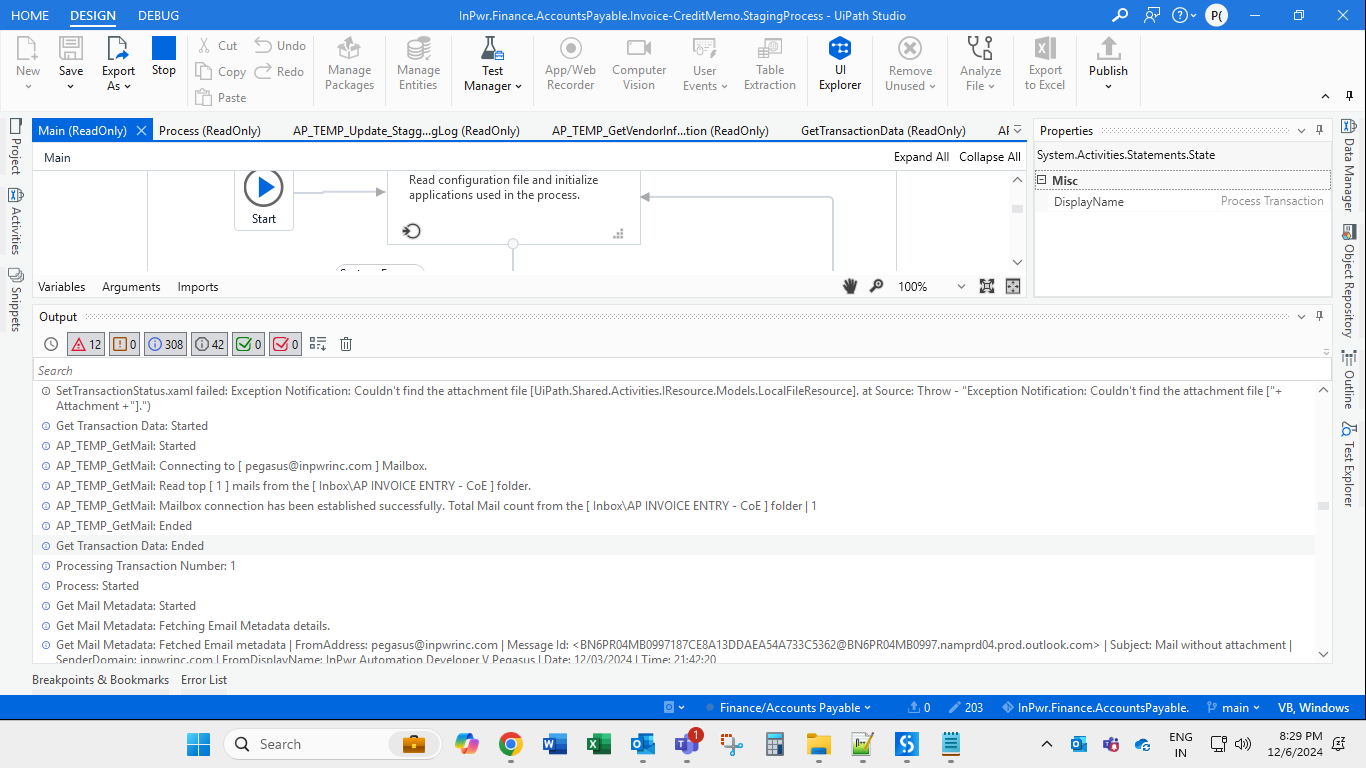 HOME DESIGN DEBUG InPwr.Finance.AccountsPayable.Invoice-CreditMemo.StagingProcess - UiPath Studio P(
New Save Export As Stop Cut Copy Paste Undo Redo Manage Packages Manage Entities Test Manager App/Web Recorder Computer Vision User Events Table Extraction UI Explorer Remove Unused Analyze File Export to Excel Publish
Main (ReadOnly) Process (ReadOnly) AP_TEMP_Update_Stagg...gLog (ReadOnly) AP_TEMP_GetVendorInf...tion (ReadOnly) GetTransactionData (ReadOnly)
Main Expand All Collapse All
Read configuration file and initialize
applications used in the process.
Start
Variables Arguments Imports 100%
Properties
System.Activities.Statements.State
Misc
DisplayName Process Transaction
Project
Activities
Snippets
Data Manager
Object Repository
Outline
Test Explorer
Output
12 0 308 42 0 0
Search
SetTransactionStatus.xaml failed: Exception Notification: Couldn't find the attachment file [UiPath.Shared.Activities.IResource.Models.LocalFileResource]. at Source: Throw - "Exception Notification: Couldn't find the attachment file ["+
Attachment +"].")
Get Transaction Data: Started
AP_TEMP_GetMail: Started
AP_TEMP_GetMail: Connecting to [ pegasus@inpwrinc.com ] Mailbox.
AP_TEMP_GetMail: Read top [ 1 ] mails from the [ Inbox\AP INVOICE ENTRY - CoE ] folder.
AP_TEMP_GetMail: Mailbox connection has been established successfully. Total Mail count from the [ Inbox\AP INVOICE ENTRY - CoE ] folder | 1
AP_TEMP_GetMail: Ended
Get Transaction Data: Ended
Processing Transaction Number: 1
Process: Started
Get Mail Metadata: Started
Get Mail Metadata: Fetching Email Metadata details.
Get Mail Metadata: Fetched Email metadata | FromAddress: pegasus@inpwrinc.com | Message Id: <BN6PR04MB0997187CE8A13DDAEA54A733C5362@BN6PR04MB0997.namprd04.prod.outlook.com> | Subject: Mail without attachment |
SenderDomain: inpwrinc.com | FromDisplayName: InPwr Automation Developer V Pegasus | Date: 12/03/2024 | Time: 21:42:20
Breakpoints & Bookmarks Error List
Finance/Accounts Payable 0 203 InPwr.Finance.AccountsPayable. main VB, Windows
Search 1 ENG 8:29 PM
IN 12/6/2024